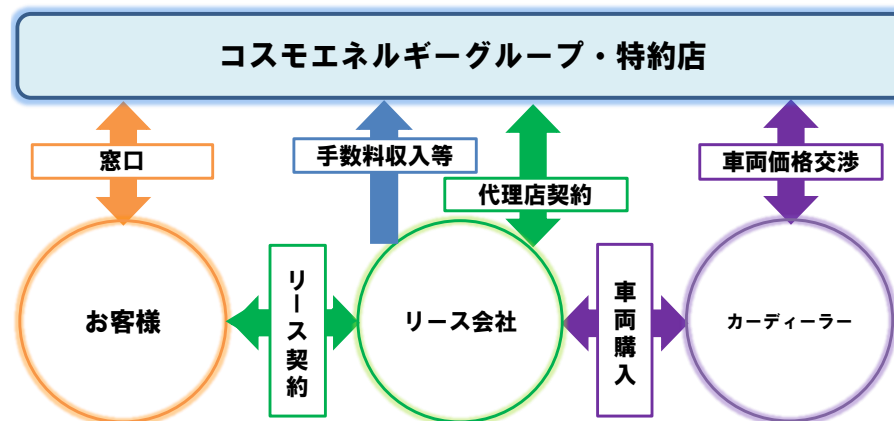 コスモエネルギーグループ・特約店
窓口
手数料収入等
車両価格交渉
代理店契約
お客様
リース契約
リース会社
車両購入
カーディーラー